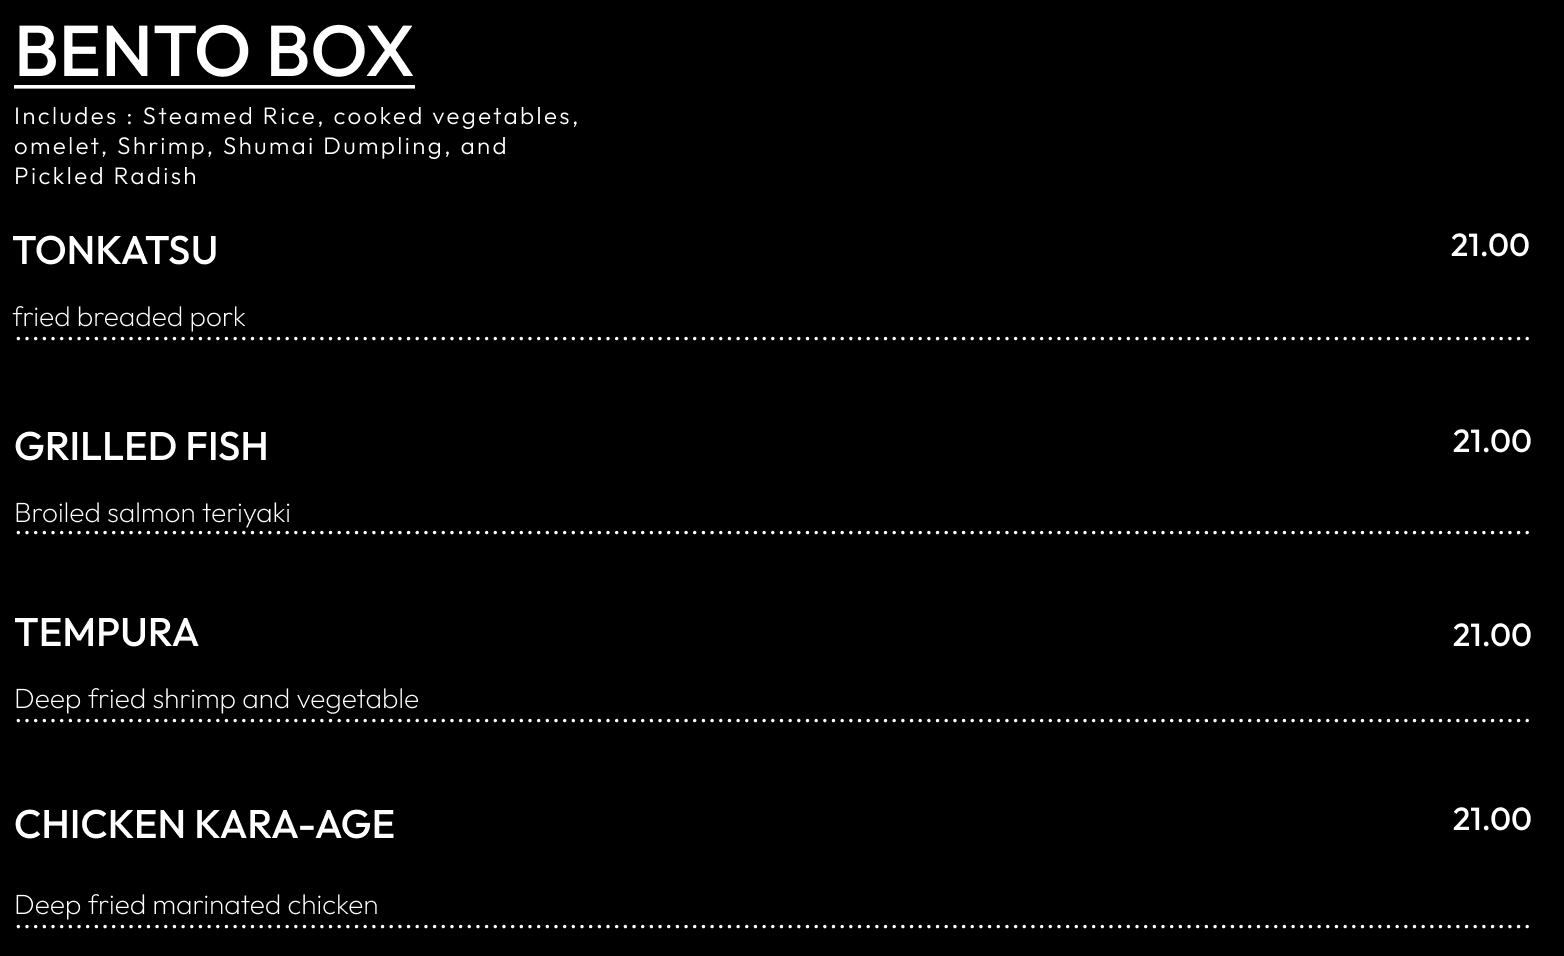 BENTO BOX
Includes : Steamed Rice, cooked vegetables,
omelet, Shrimp, Shumai Dumpling, and
Pickled Radish
TONKATSU 21.00
fried breaded pork
GRILLED FISH 21.00
Broiled salmon teriyaki
TEMPURA 21.00
Deep fried shrimp and vegetable
CHICKEN KARA-AGE 21.00
Deep fried marinated chicken